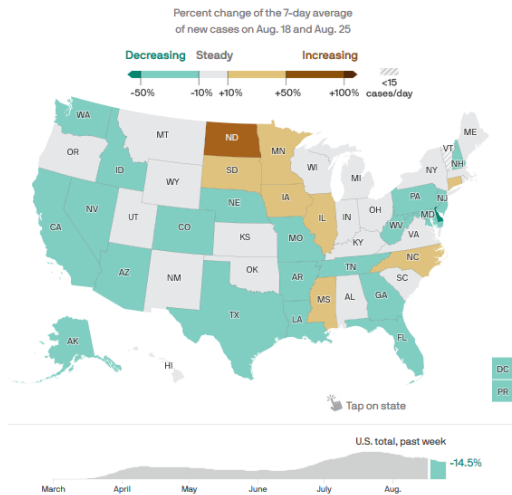 Percent change of the 7-day average
of new cases on Aug. 18 and Aug. 25
Decreasing Steady Increasing
-50% -10% +10% +50% +100% <15
cases/day
WA
MT
ND
MN
ME
OR
ID
SD
WI
MI
VT
NH
NY
WY
IA
NE
PA
NJ
NV
UT
CO
IL
IN
OH
MD
CA
KS
MO
KY
WV
VA
AZ
NM
OK
AR
TN
NC
SC
TX
LA
MS
AL
GA
AK
HI
FL
DC
PR
Tap on state
U.S. total, past week
-14.5%
March April May June July Aug.